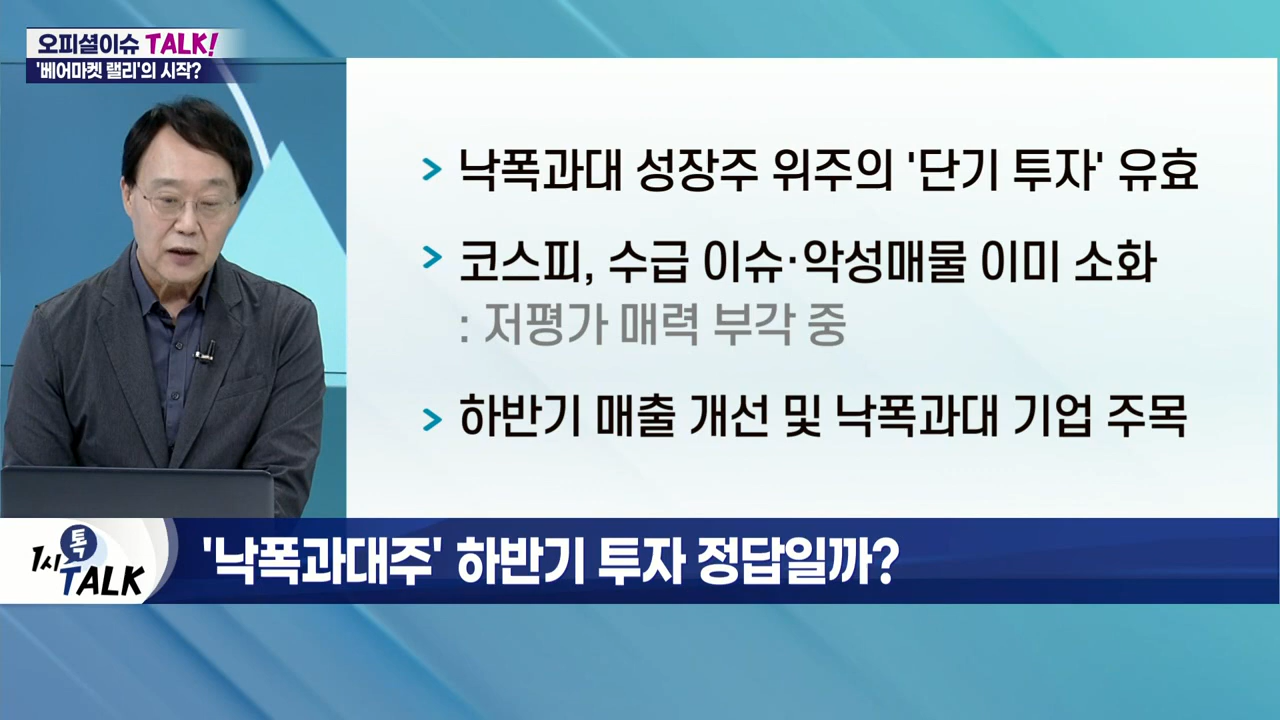 오피셜이슈 TALK!
'베어마켓 랠리'의 시작?
> 낙폭과대 성장주 위주의 '단기 투자' 유효
> 코스피, 수급 이슈·악성매물 이미 소화
: 저평가 매력 부각 중
> 하반기 매출 개선 및 낙폭과대 기업 주목
1시 톡 TALK
'낙폭과대주' 하반기 투자 정답일까?